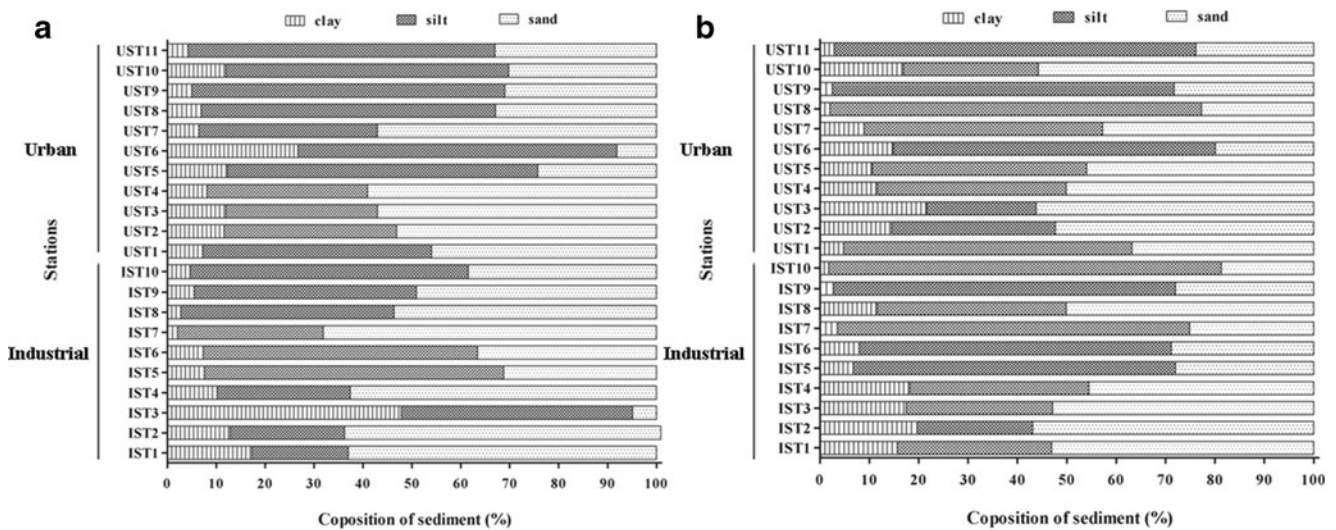 a
clay silt sand
UST11
UST10
UST9
UST8
UST7
UST6
UST5
UST4
UST3
UST2
UST1
IST10
IST9
IST8
IST7
IST6
IST5
IST4
IST3
IST2
IST1
Urban
Stations
Industrial
0 10 20 30 40 50 60 70 80 90 100
Coposition of sediment (%)
b
clay silt sand
UST11
UST10
UST9
UST8
UST7
UST6
UST5
UST4
UST3
UST2
UST1
IST10
IST9
IST8
IST7
IST6
IST5
IST4
IST3
IST2
IST1
Urban
Stations
Industrial
0 10 20 30 40 50 60 70 80 90 100
Coposition of sediment (%)